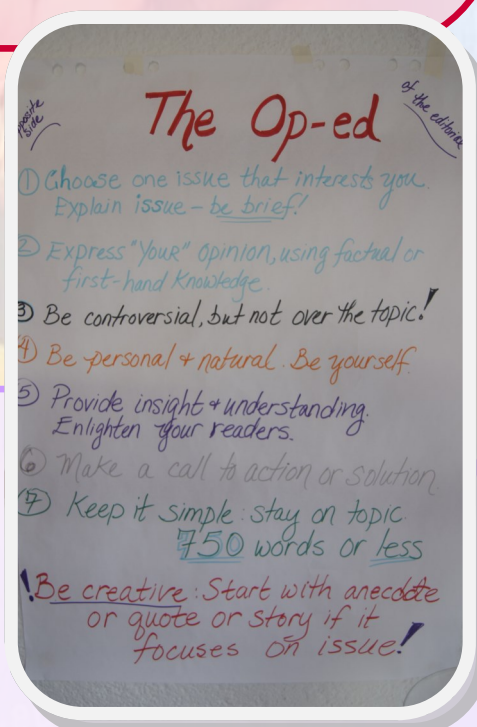 opposite
side
of the editorial
The Op-ed
① Choose one issue that interests you.
Explain issue – be brief!
② Express "YouR" opinion, using factual or
first-hand knowledge.
③ Be controversial, but not over the topic!
④ Be personal + natural. Be yourself.
⑤ Provide insight + understanding.
Enlighten your readers.
⑥ Make a call to action or solution
⑦ Keep it simple: stay on topic.
750 words or less
!Be creative: Start with anecdote
or quote or story if it
focuses on issue!